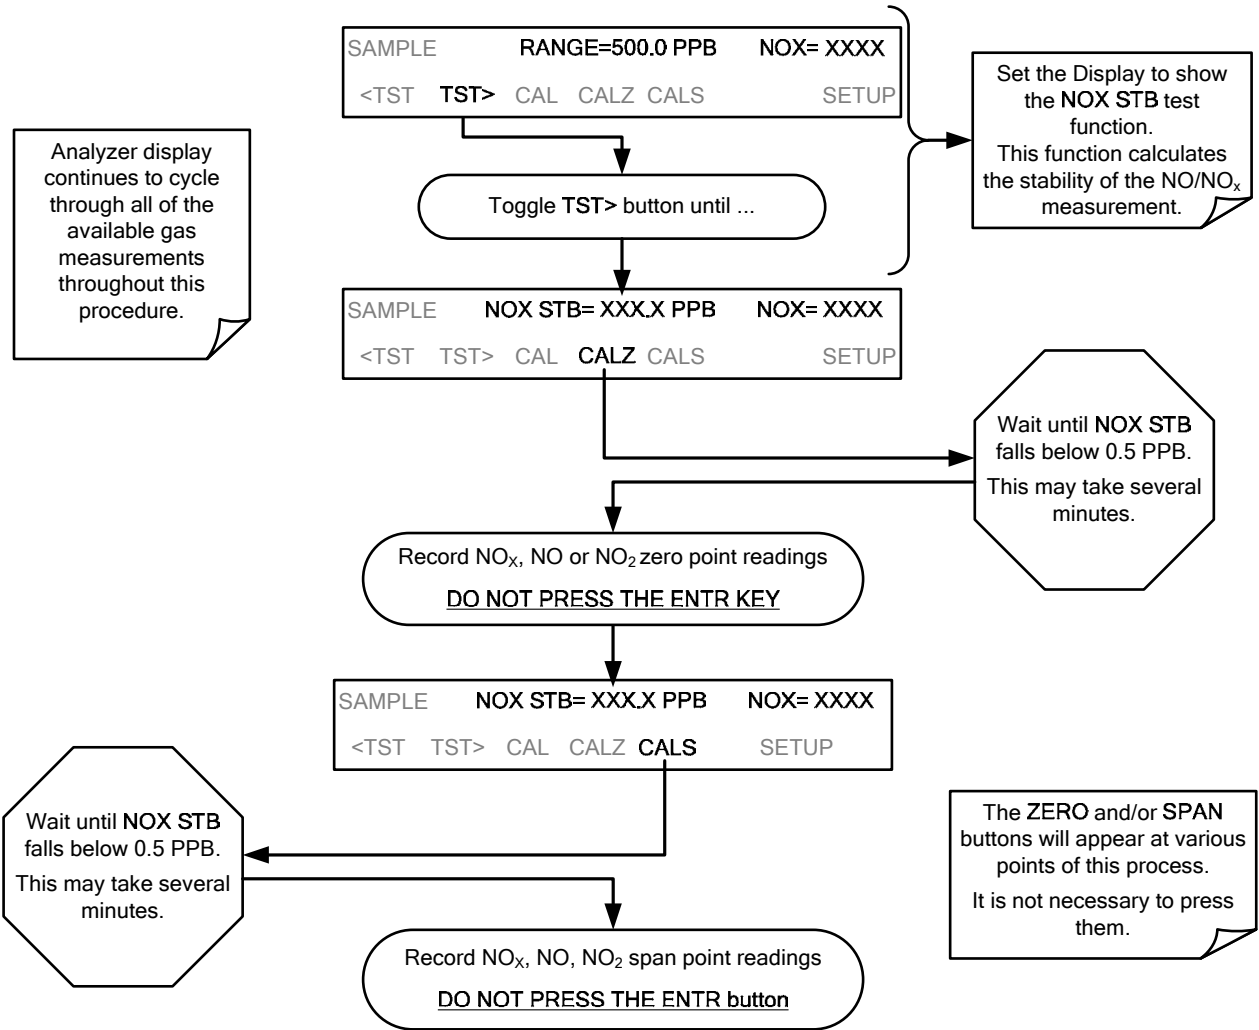 SAMPLE RANGE=500.0 PPB NOX= XXXX
<TST TST> CAL CALZ CALS SETUP
Set the Display to show
the NOX STB test
function.
This function calculates
the stability of the NO/NOx
measurement.
Analyzer display
continues to cycle
through all of the
available gas
measurements
throughout this
procedure.
Toggle TST> button until ...
SAMPLE NOX STB= XXX.X PPB NOX= XXXX
<TST TST> CAL CALZ CALS SETUP
Wait until NOX STB
falls below 0.5 PPB.
This may take several
minutes.
Record NOX, NO or NO2 zero point readings
DO NOT PRESS THE ENTR KEY
SAMPLE NOX STB= XXX.X PPB NOX= XXXX
<TST TST> CAL CALZ CALS SETUP
Wait until NOX STB
falls below 0.5 PPB.
This may take several
minutes.
The ZERO and/or SPAN
buttons will appear at various
points of this process.
It is not necessary to press
them.
Record NOX, NO, NO2 span point readings
DO NOT PRESS THE ENTR button